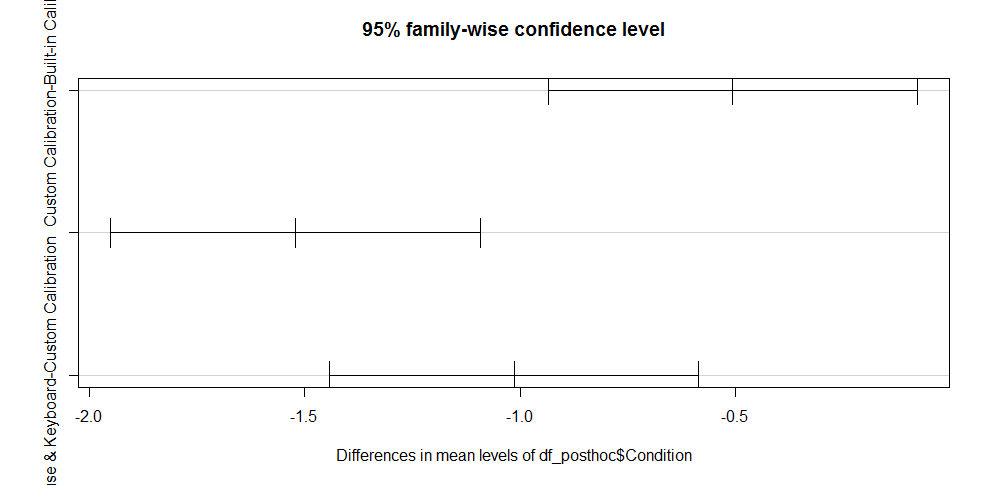 95% family-wise confidence level
Custom Calibration-Built-in Cali
& Keyboard-Custom Calibration
-2.0
-1.5
-1.0
-0.5
Differences in mean levels of df_posthoc$Condition